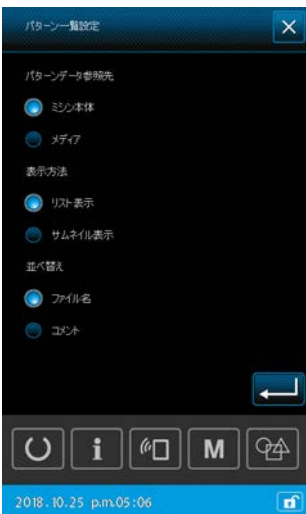 パターン一覧設定
パターンデータ参照先
ミシン本体
メディア
表示方法
リスト表示
サムネイル表示
並べ替え
ファイル名
コメント
i
M
2018.10.25 p.m.05:06